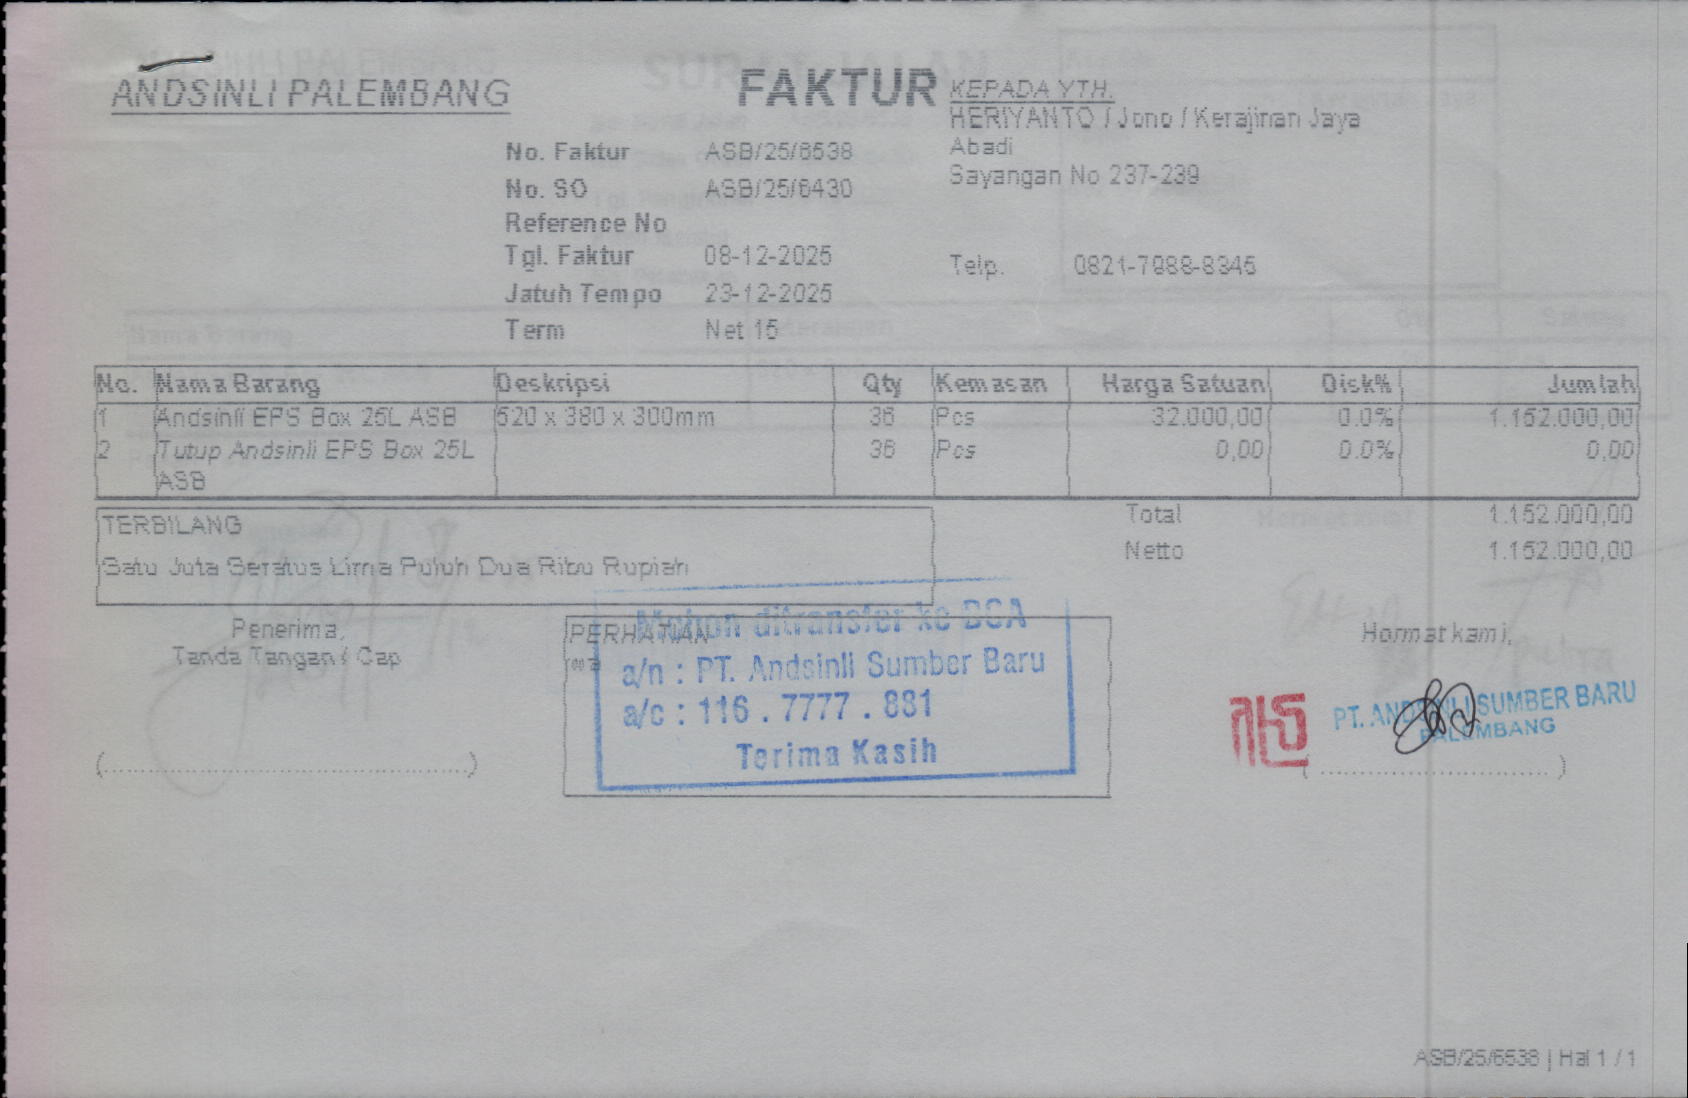 ANDSINLI PALEMBANG
FAKTUR
KEPADA YTH.
HERIYANTO / Jono / Kerajinan Jaya
Abadi
Sayangan No 237-239
Telp. 0821-7988-8345
No. Faktur ASB/25/6538
No. SO ASB/25/6430
Reference No
Tgl. Faktur 08-12-2025
Jatuh Tempo 23-12-2025
Term Net 15
No. Nama Barang Deskripsi Qty Kemasan Harga Satuan Disk% Jumlah
1 Andsinli EPS Box 25L ASB 520 x 380 x 300mm 36 Pcs 32.000,00 0.0% 1.152.000,00
2 Tutup Andsinli EPS Box 25L 36 Pcs 0,00 0.0% 0,00
ASB
TERBILANG
Satu Juta Seratus Lima Puluh Dua Ribu Rupiah
Total 1.152.000,00
Netto 1.152.000,00
Penerima,
Tanda Tangan / Cap
(........................................)
PERHATIAN
Mohon ditransfer ke BCA
a/n : PT. Andsinli Sumber Baru
a/c : 116 . 7777 . 881
Terima Kasih
Hormat kami,
PT. ANDSINLI SUMBER BARU
PALEMBANG
( .............................. )
ASB/25/6538 | Hal 1 / 1